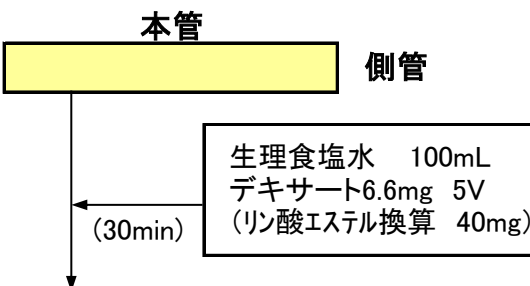 本管
側管
生理食塩水　100mL
デキサート6.6mg 5V
(リン酸エステル換算　40mg)
(30min)